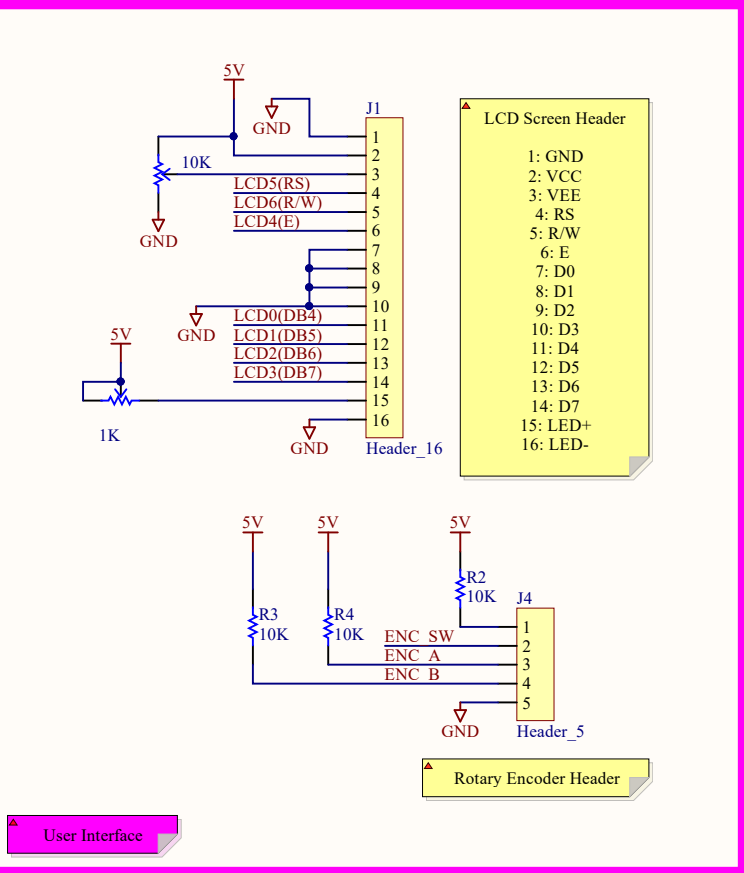 5V
GND
J1
10K
GND
LCD5(RS)
LCD6(R/W)
LCD4(E)
1
2
3
4
5
6
7
8
9
10
11
12
13
14
15
16
GND
LCD0(DB4)
LCD1(DB5)
LCD2(DB6)
LCD3(DB7)
5V
1K
GND
Header_16
LCD Screen Header
1: GND
2: VCC
3: VEE
4: RS
5: R/W
6: E
7: D0
8: D1
9: D2
10: D3
11: D4
12: D5
13: D6
14: D7
15: LED+
16: LED-
5V
5V
5V
R2
10K
R3
10K
R4
10K
J4
ENC_SW
ENC_A
ENC_B
1
2
3
4
5
GND
Header_5
Rotary Encoder Header
User Interface